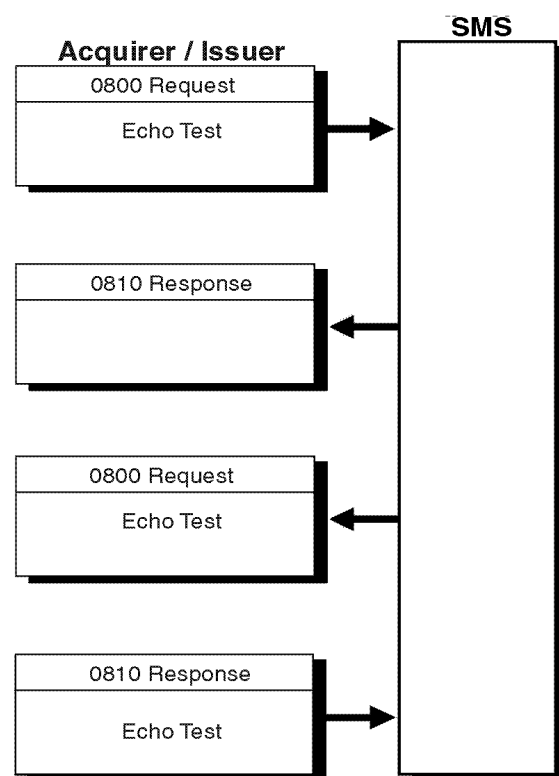 SMS
Acquirer / Issuer
0800 Request
Echo Test
0810 Response
0800 Request
Echo Test
0810 Response
Echo Test